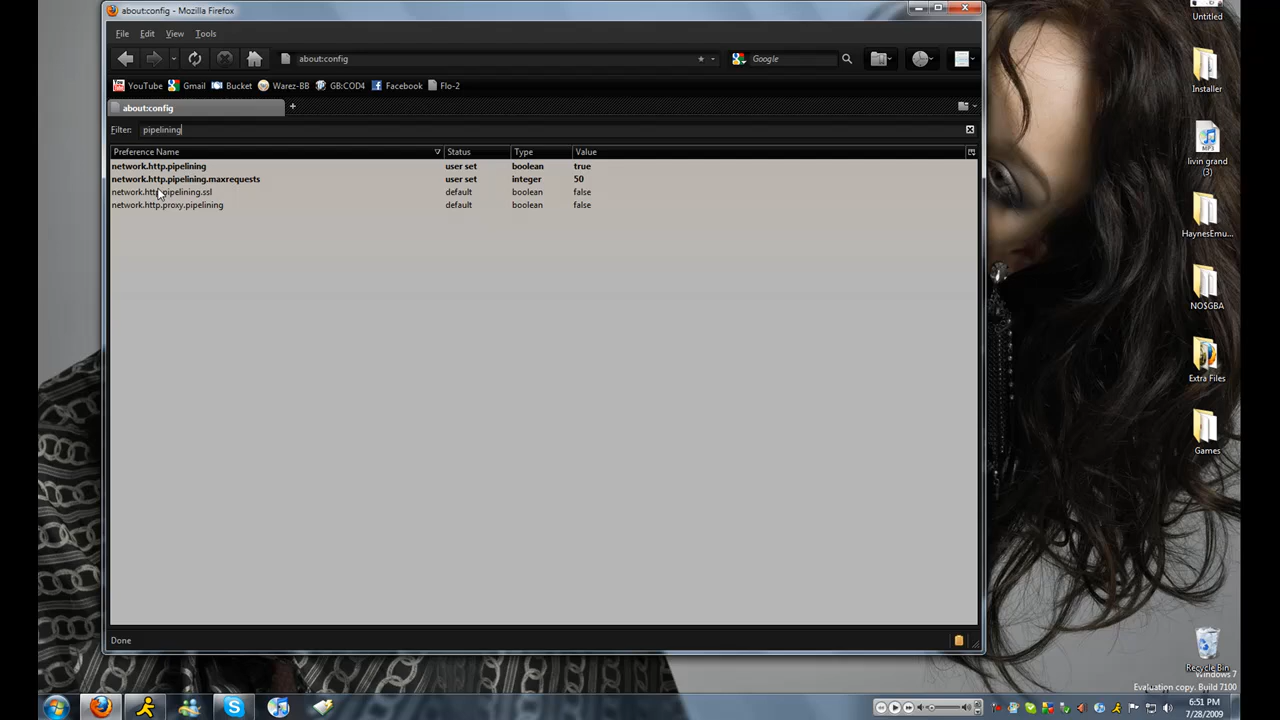 about:config - Mozilla Firefox
File Edit View Tools
about:config
Google
YouTube Gmail Bucket Warez-BB GB:COD4 Facebook Flo-2
about:config
Filter: pipelining
Preference Name Status Type Value
network.http.pipelining user set boolean true
network.http.pipelining.maxrequests user set integer 50
network.http.pipelining.ssl default boolean false
network.http.proxy.pipelining default boolean false
Done
Untitled
Installer
MP3
livin grand
(3)
HaynesEmu...
NO$GBA
Extra Files
Games
Recycle Bin
Windows 7
Evaluation copy. Build 7100
6:51 PM
7/28/2009